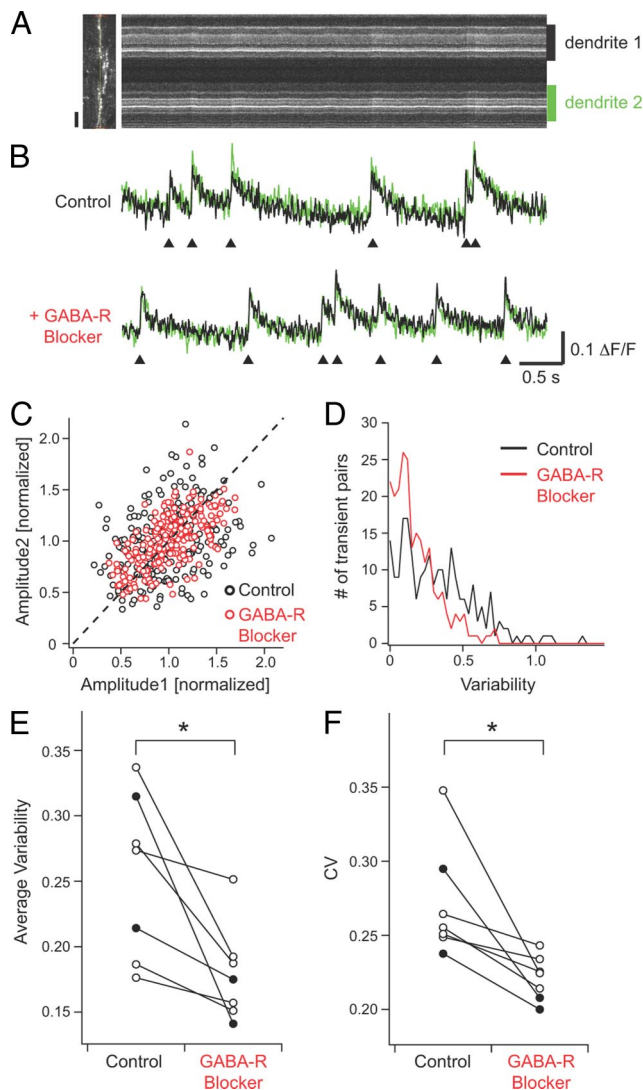 A
dendrite 1
dendrite 2
B
Control
+ GABA-R
Blocker
0.1 ΔF/F
0.5 s
C
Amplitude2 [normalized]
2.0
1.5
1.0
0.5
0
0 0.5 1.0 1.5 2.0
Amplitude1 [normalized]
Control
GABA-R
Blocker
D
# of transient pairs
30
25
20
15
10
5
0
0 0.5 1.0
Variability
Control
GABA-R
Blocker
E
*
Average Variability
0.35
0.30
0.25
0.20
0.15
Control
GABA-R
Blocker
F
*
CV
0.35
0.30
0.25
0.20
Control
GABA-R
Blocker